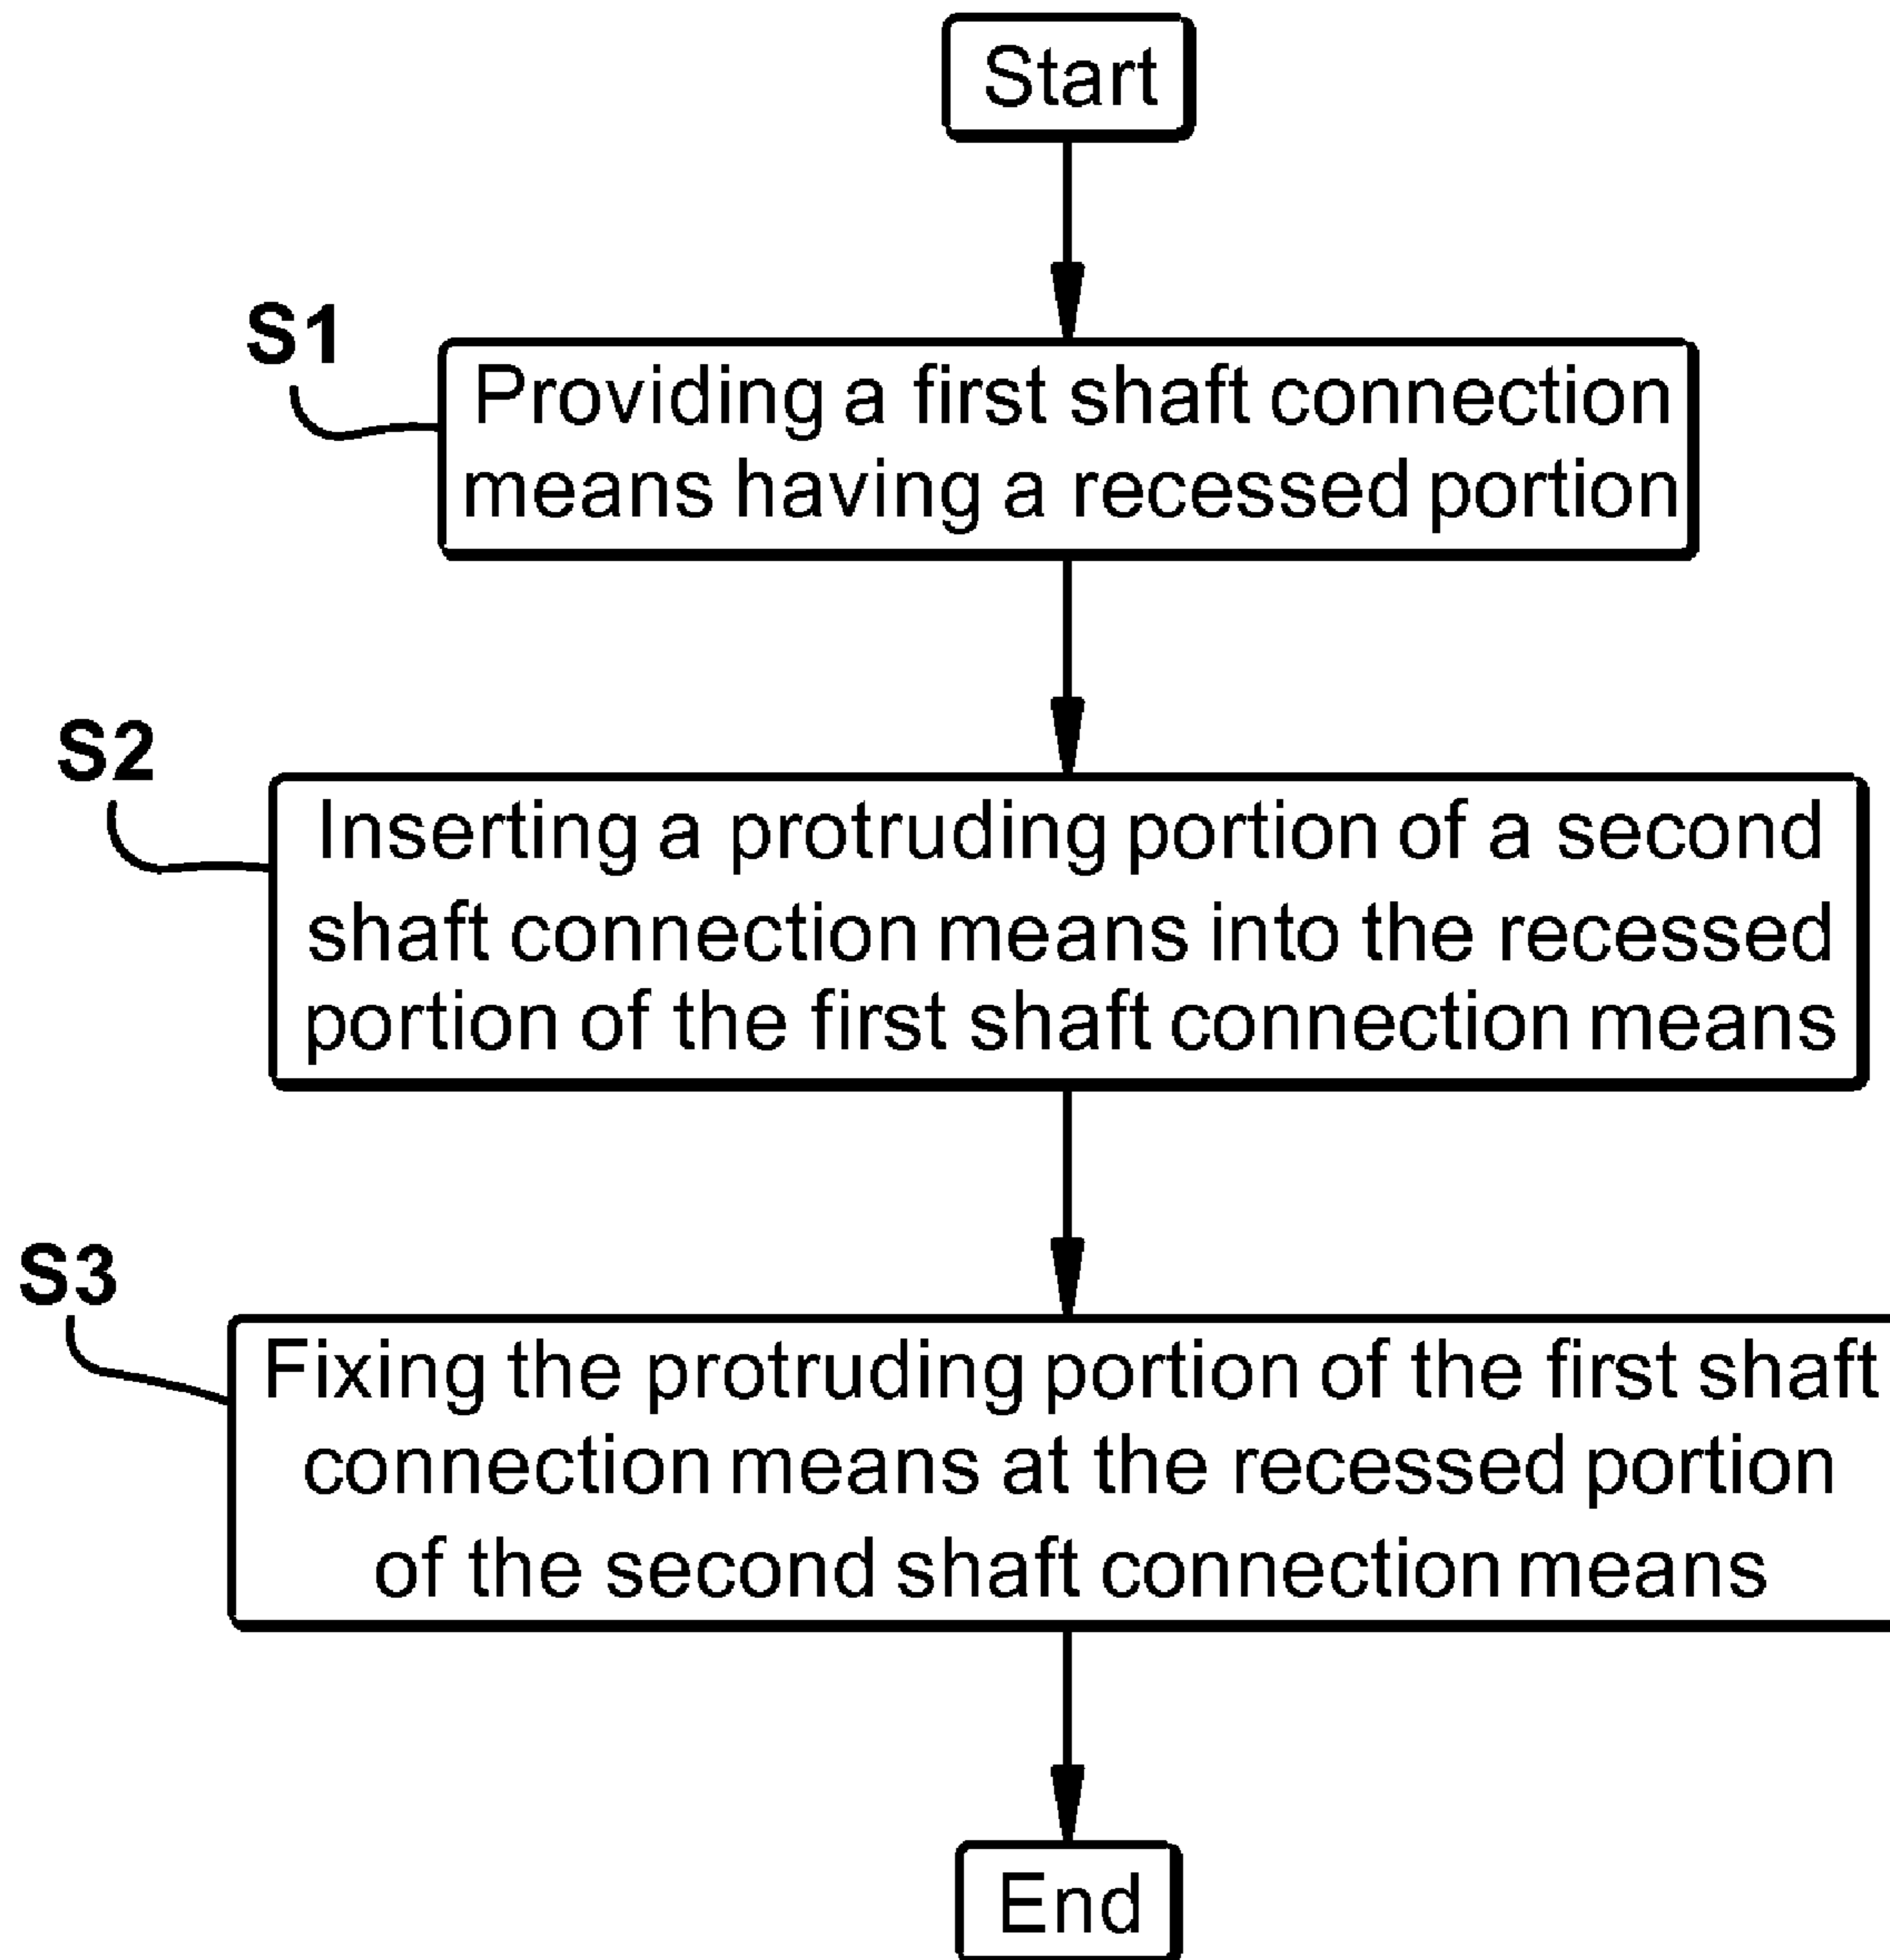 Start
S1
Providing a first shaft connection
means having a recessed portion
S2
Inserting a protruding portion of a second
shaft connection means into the recessed
portion of the first shaft connection means
S3
Fixing the protruding portion of the first shaft
connection means at the recessed portion
of the second shaft connection means
End